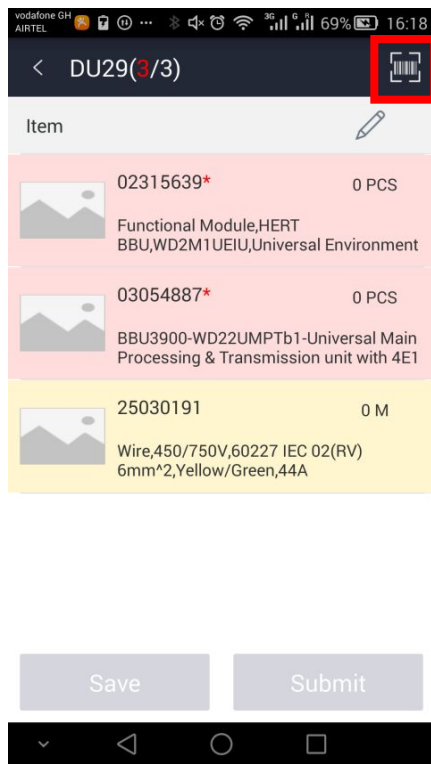 vodafone GH
AIRTEL
3G G R 69% 16:18
DU29(3/3)
Item
02315639* 0 PCS
Functional Module,HERT
BBU,WD2M1UEIU,Universal Environment
03054887* 0 PCS
BBU3900-WD22UMPTb1-Universal Main
Processing & Transmission unit with 4E1
25030191 0 M
Wire,450/750V,60227 IEC 02(RV)
6mm^2,Yellow/Green,44A
Save Submit